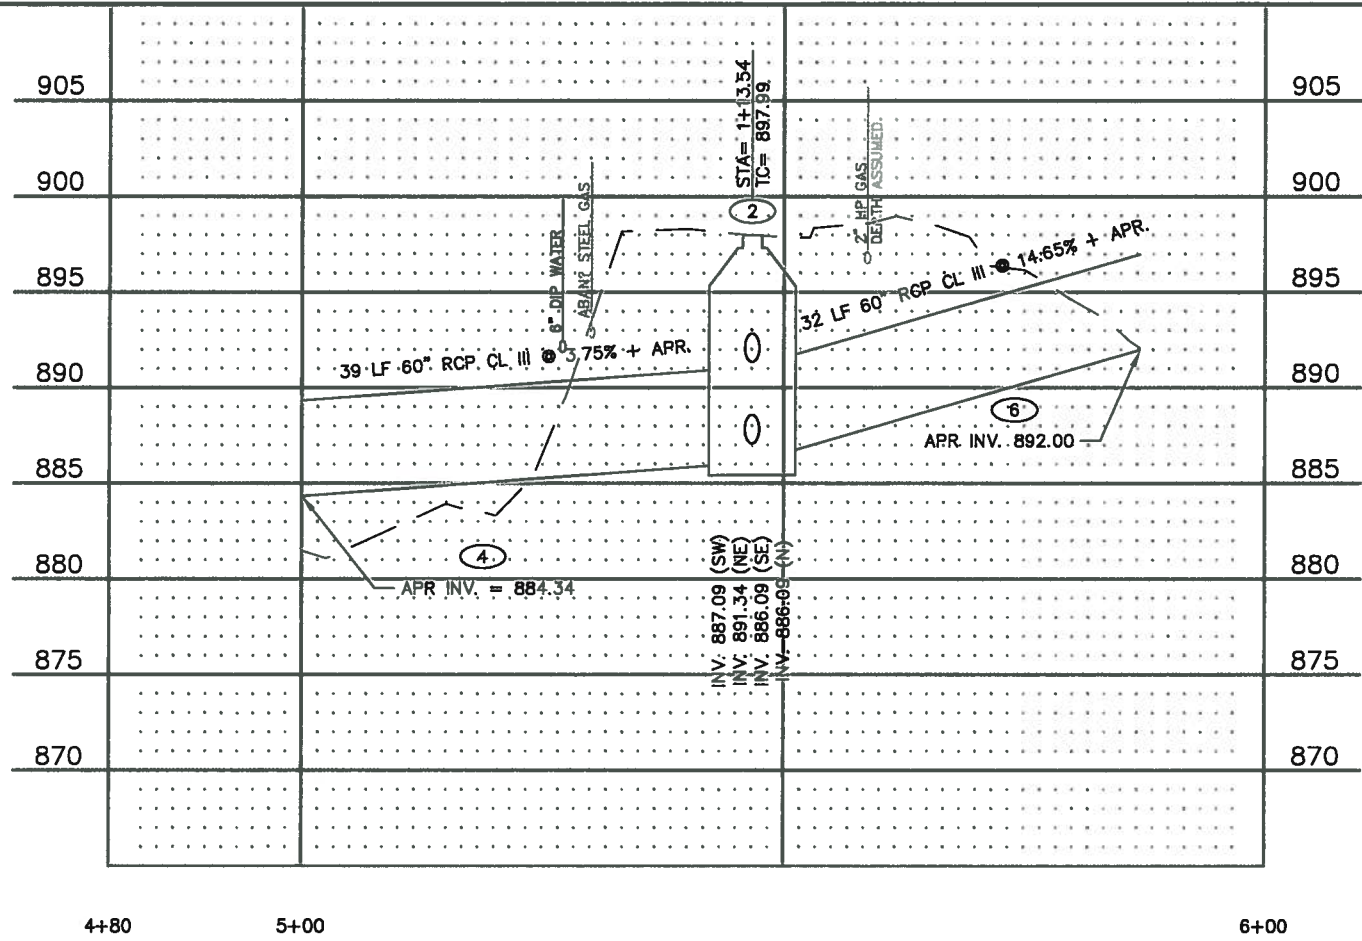 905
905
STA= 1+13.54
TC= 897.99
2" HP GAS
DEPTH ASSUMED
900
900
2
6" DIP WATER
ABAN? STEEL GAS
895
895
32 LF 60" RCP CL III @ 14.65% + APR.
39 LF 60" RCP CL III @ 3.75% + APR.
890
890
6
APR. INV. 892.00
885
885
4
880
880
APR INV. = 884.34
INV. 887.09 (SW)
INV. 891.34 (NE)
INV. 886.09 (SE)
INV. 886.09 (N)
875
875
870
870
4+80
5+00
6+00